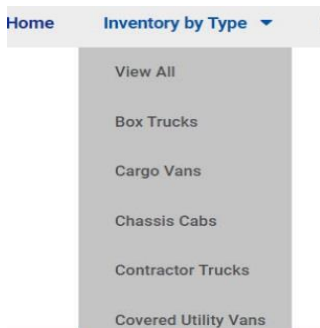 Home Inventory by Type
View All
Box Trucks
Cargo Vans
Chassis Cabs
Contractor Trucks
Covered Utility Vans